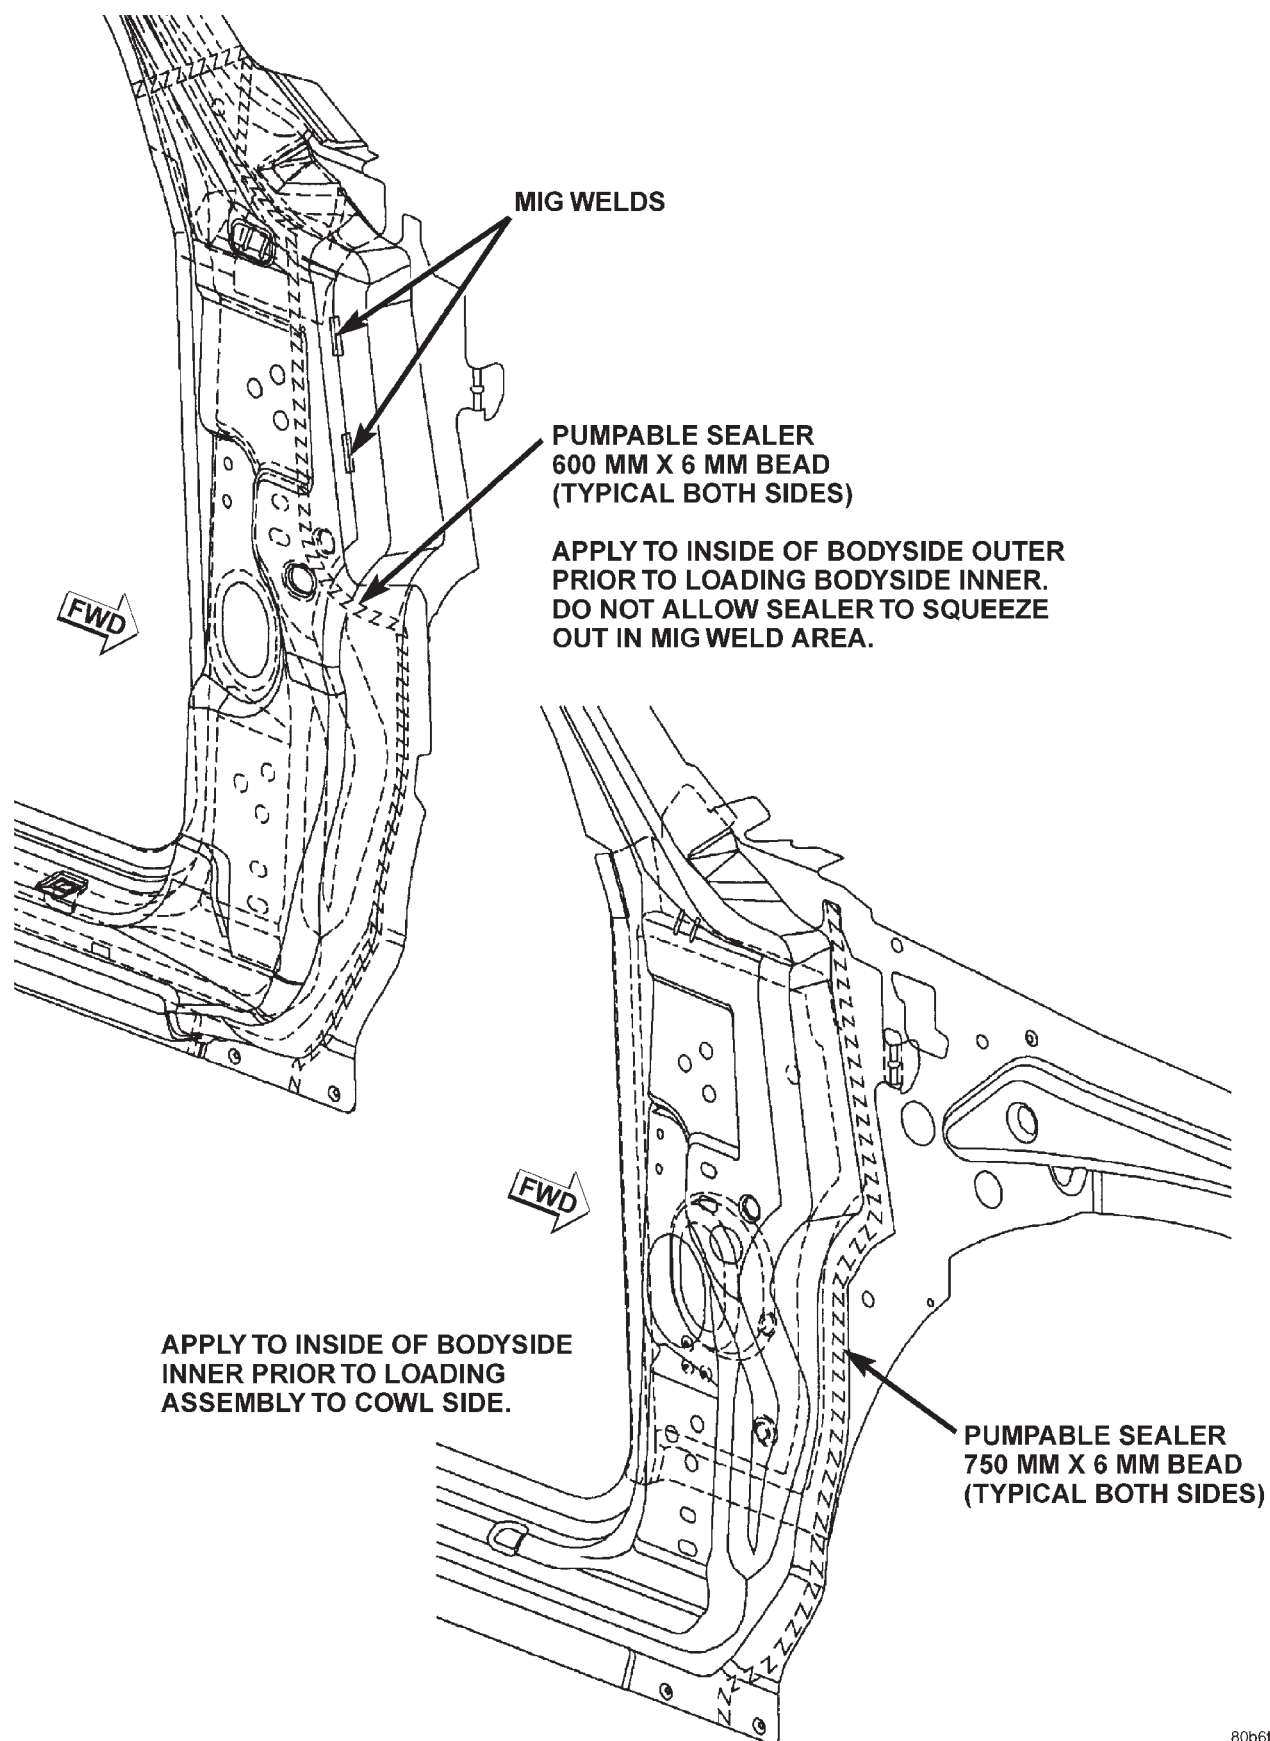 MIG WELDS
PUMPABLE SEALER
600 MM X 6 MM BEAD
(TYPICAL BOTH SIDES)
APPLY TO INSIDE OF BODYSIDE OUTER
PRIOR TO LOADING BODYSIDE INNER.
DO NOT ALLOW SEALER TO SQUEEZE
OUT IN MIG WELD AREA.
FWD
FWD
APPLY TO INSIDE OF BODYSIDE
INNER PRIOR TO LOADING
ASSEMBLY TO COWL SIDE.
PUMPABLE SEALER
750 MM X 6 MM BEAD
(TYPICAL BOTH SIDES)